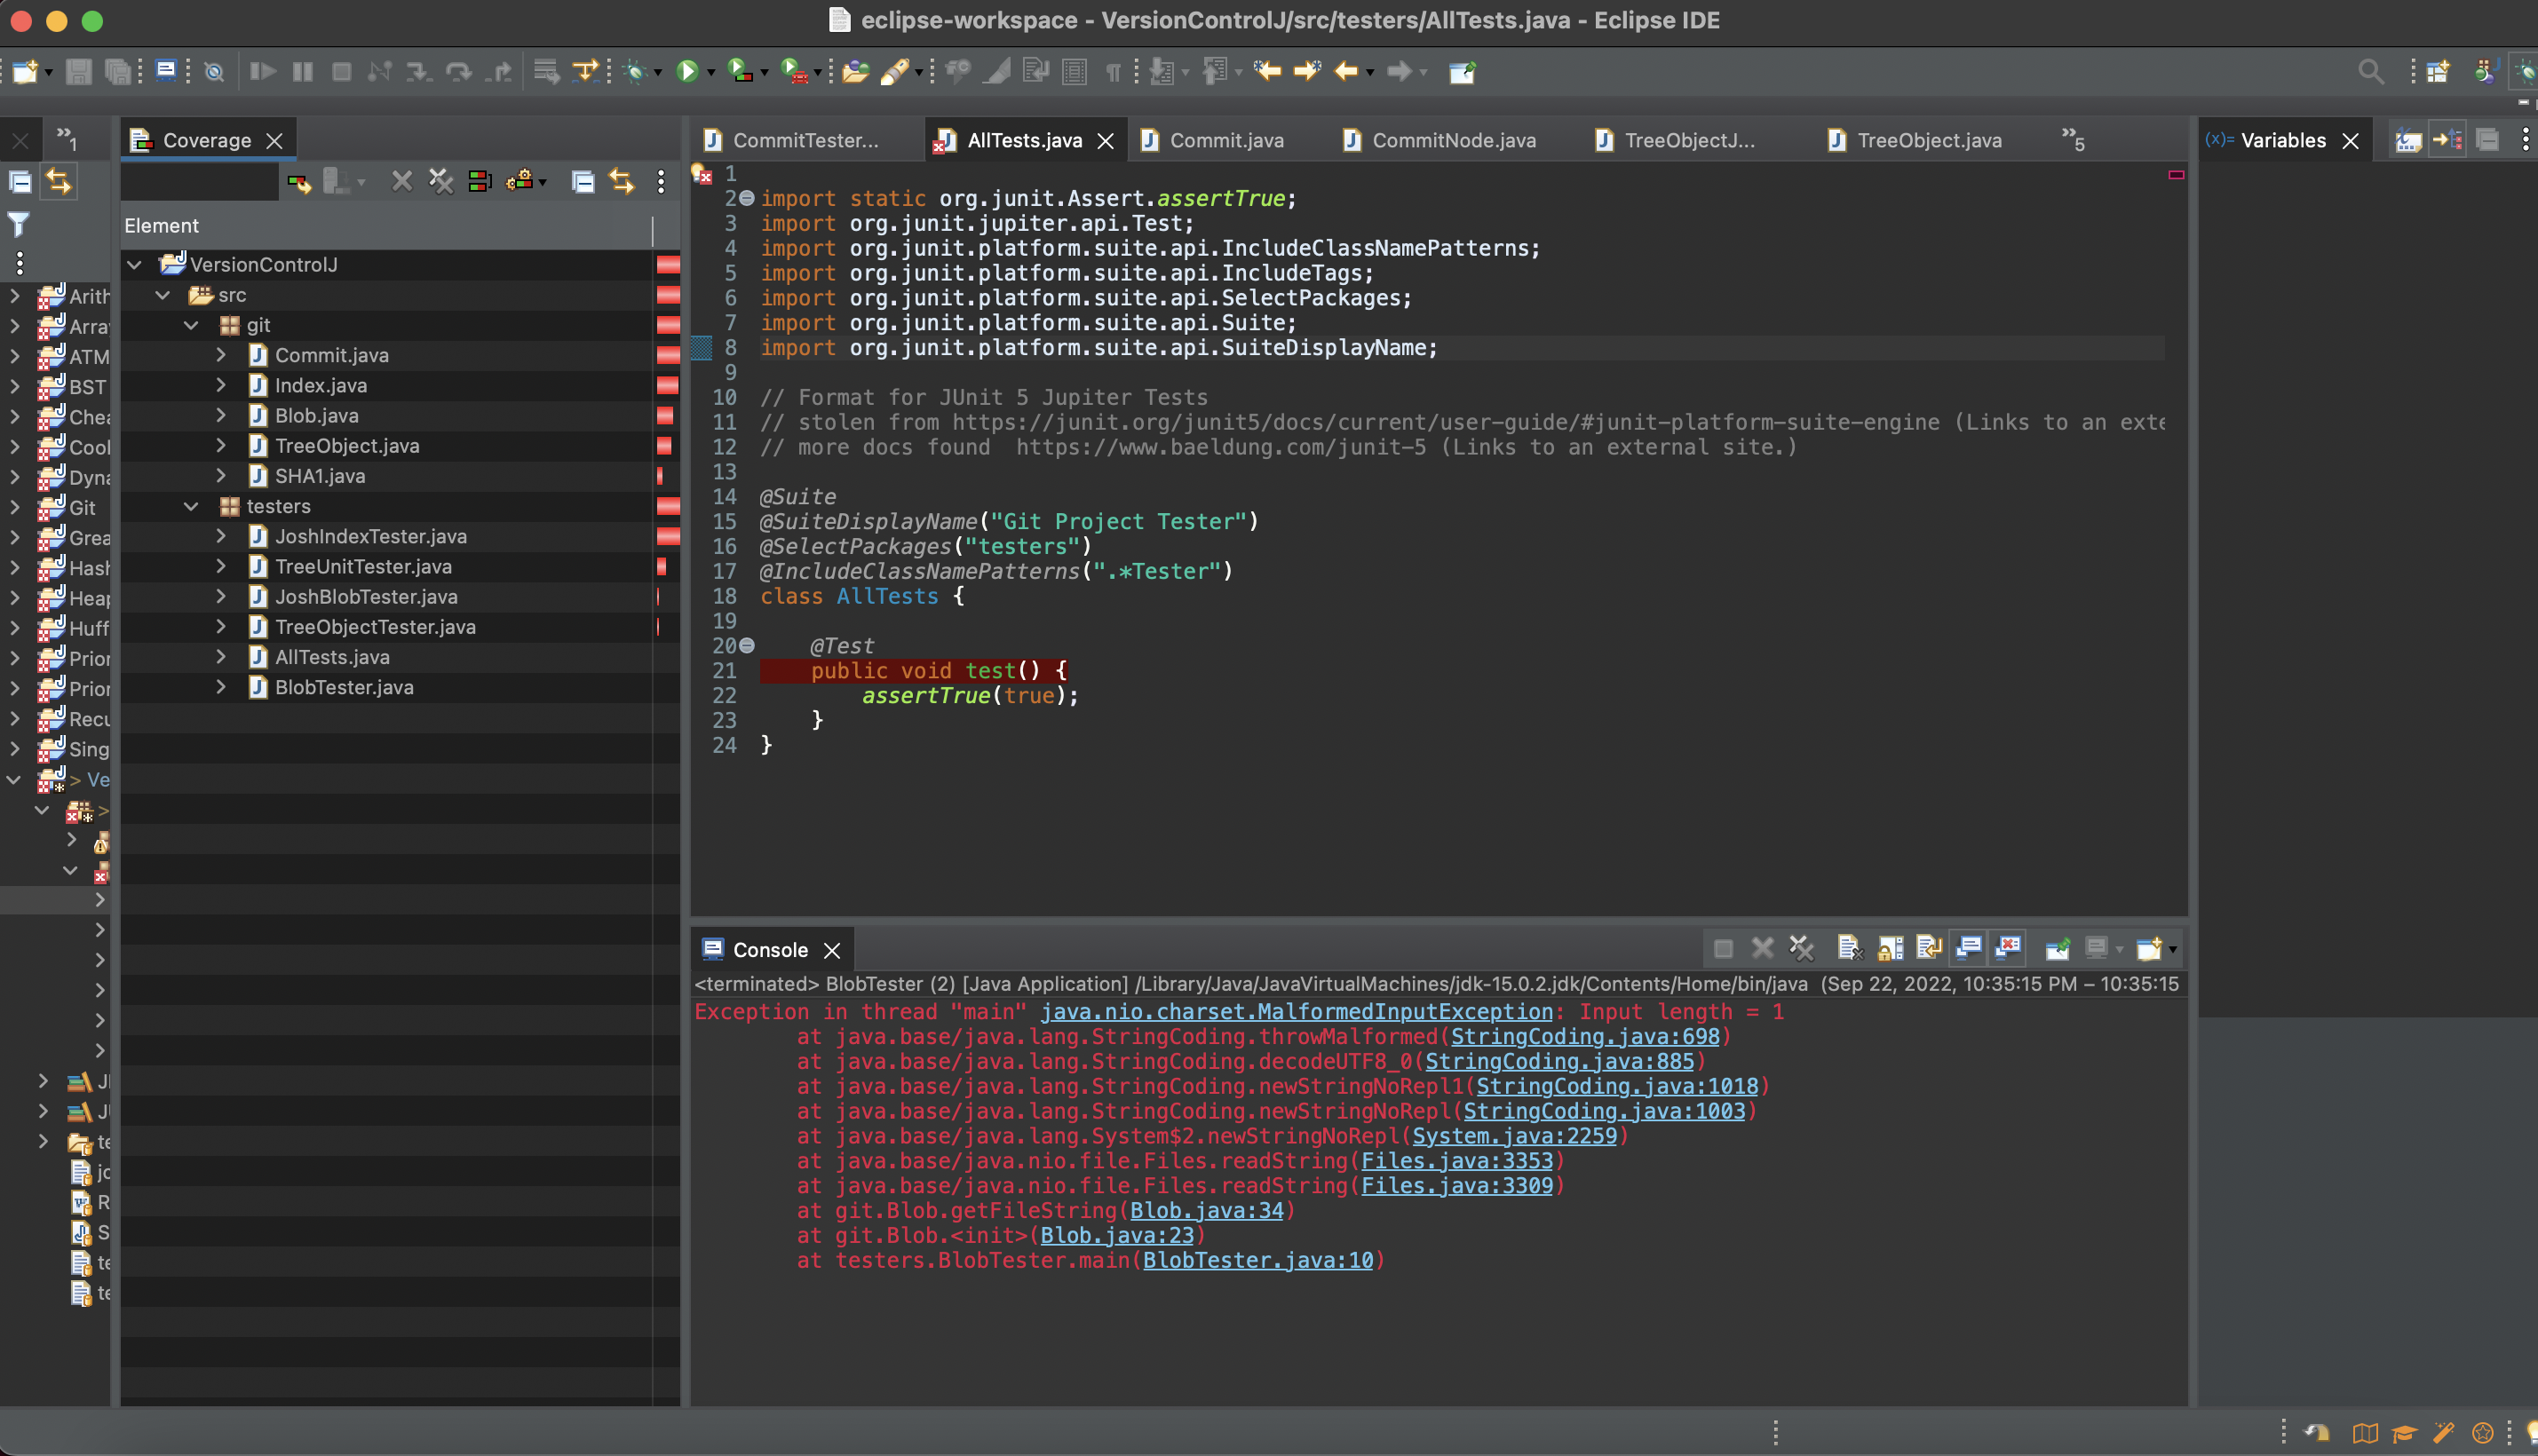 eclipse-workspace - VersionControlJ/src/testers/AllTests.java - Eclipse IDE
1
Coverage
CommitTester...
AllTests.java
Commit.java
CommitNode.java
TreeObjectJ...
TreeObject.java
5
(x)= Variables
Element
VersionControlJ
src
git
Commit.java
Index.java
Blob.java
TreeObject.java
SHA1.java
testers
JoshIndexTester.java
TreeUnitTester.java
JoshBlobTester.java
TreeObjectTester.java
AllTests.java
BlobTester.java
Arith
Array
ATM
BST
Chea
Cool
Dyna
Git
Grea
Hash
Heap
Huff
Prior
Prior
Recu
Sing
> Ve
>
te
te
te
1
2 import static org.junit.Assert.assertTrue;
3 import org.junit.jupiter.api.Test;
4 import org.junit.platform.suite.api.IncludeClassNamePatterns;
5 import org.junit.platform.suite.api.IncludeTags;
6 import org.junit.platform.suite.api.SelectPackages;
7 import org.junit.platform.suite.api.Suite;
8 import org.junit.platform.suite.api.SuiteDisplayName;
9
10 // Format for JUnit 5 Jupiter Tests
11 // stolen from https://junit.org/junit5/docs/current/user-guide/#junit-platform-suite-engine (Links to an exte
12 // more docs found  https://www.baeldung.com/junit-5 (Links to an external site.)
13
14 @Suite
15 @SuiteDisplayName("Git Project Tester")
16 @SelectPackages("testers")
17 @IncludeClassNamePatterns(".*Tester")
18 class AllTests {
19
20     @Test
21     public void test() {
22         assertTrue(true);
23     }
24 }
Console
<terminated> BlobTester (2) [Java Application] /Library/Java/JavaVirtualMachines/jdk-15.0.2.jdk/Contents/Home/bin/java  (Sep 22, 2022, 10:35:15 PM – 10:35:15
Exception in thread "main" java.nio.charset.MalformedInputException: Input length = 1
at java.base/java.lang.StringCoding.throwMalformed(StringCoding.java:698)
at java.base/java.lang.StringCoding.decodeUTF8_0(StringCoding.java:885)
at java.base/java.lang.StringCoding.newStringNoRepl1(StringCoding.java:1018)
at java.base/java.lang.StringCoding.newStringNoRepl(StringCoding.java:1003)
at java.base/java.lang.System$2.newStringNoRepl(System.java:2259)
at java.base/java.nio.file.Files.readString(Files.java:3353)
at java.base/java.nio.file.Files.readString(Files.java:3309)
at git.Blob.getFileString(Blob.java:34)
at git.Blob.<init>(Blob.java:23)
at testers.BlobTester.main(BlobTester.java:10)